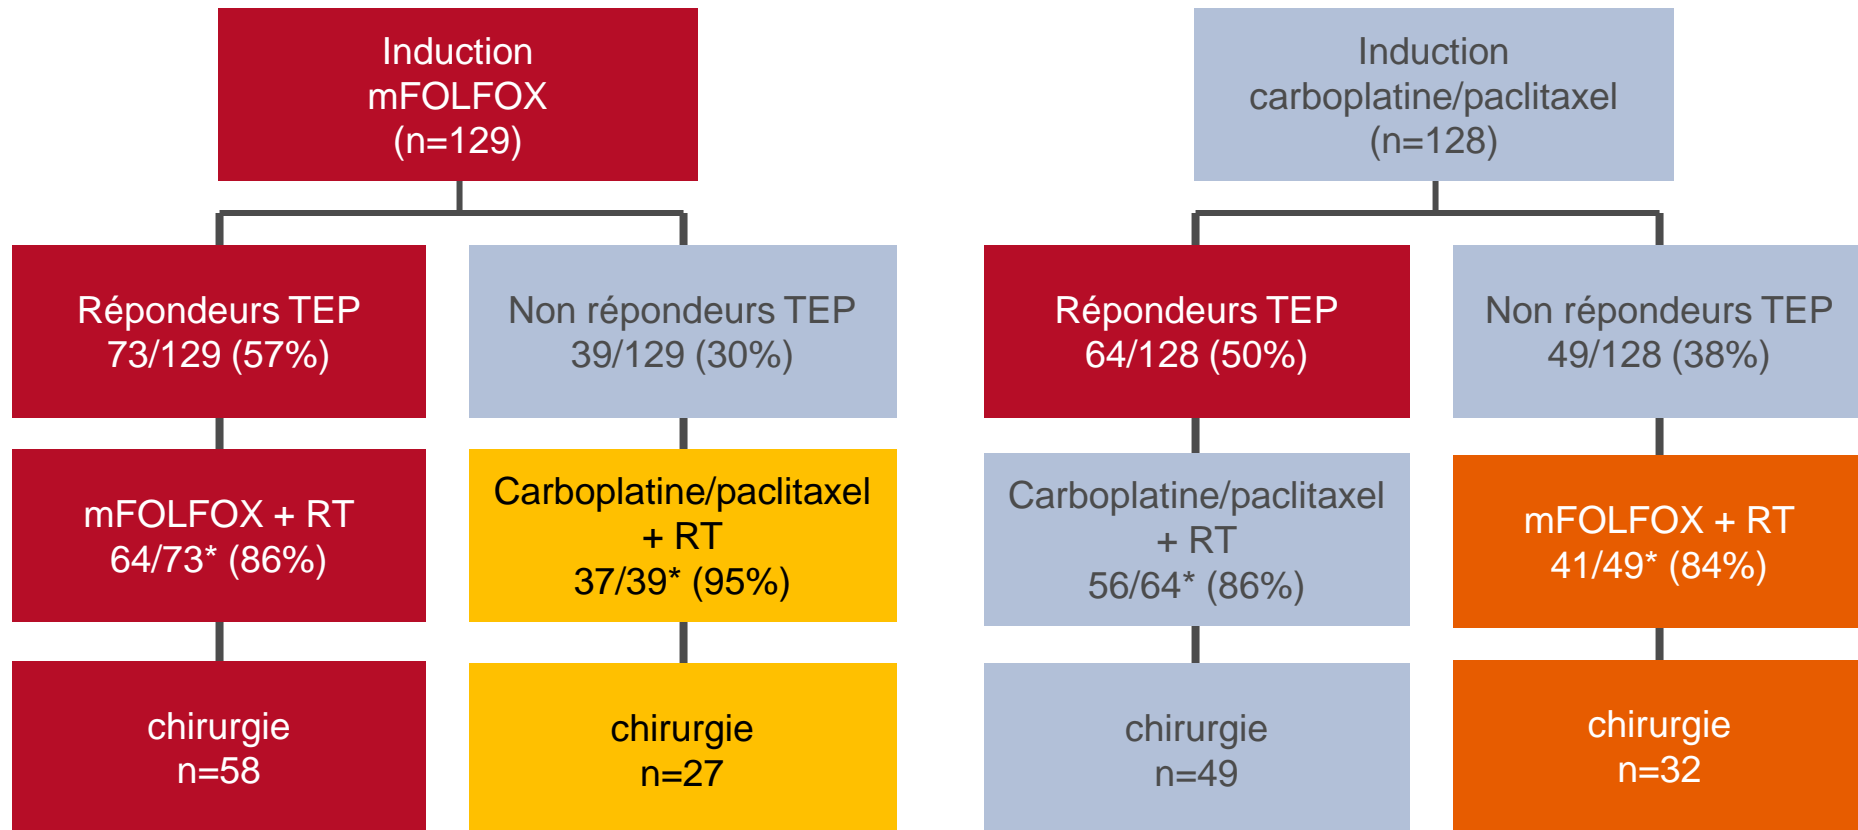 Induction
mFOLFOX
(n=129)
Induction
carboplatine/paclitaxel
(n=128)
Répondeurs TEP
73/129 (57%)
Non répondeurs TEP
39/129 (30%)
Répondeurs TEP
64/128 (50%)
Non répondeurs TEP
49/128 (38%)
mFOLFOX + RT
64/73* (86%)
Carboplatine/paclitaxel
+ RT
37/39* (95%)
Carboplatine/paclitaxel
+ RT
56/64* (86%)
mFOLFOX + RT
41/49* (84%)
chirurgie
n=58
chirurgie
n=27
chirurgie
n=49
chirurgie
n=32